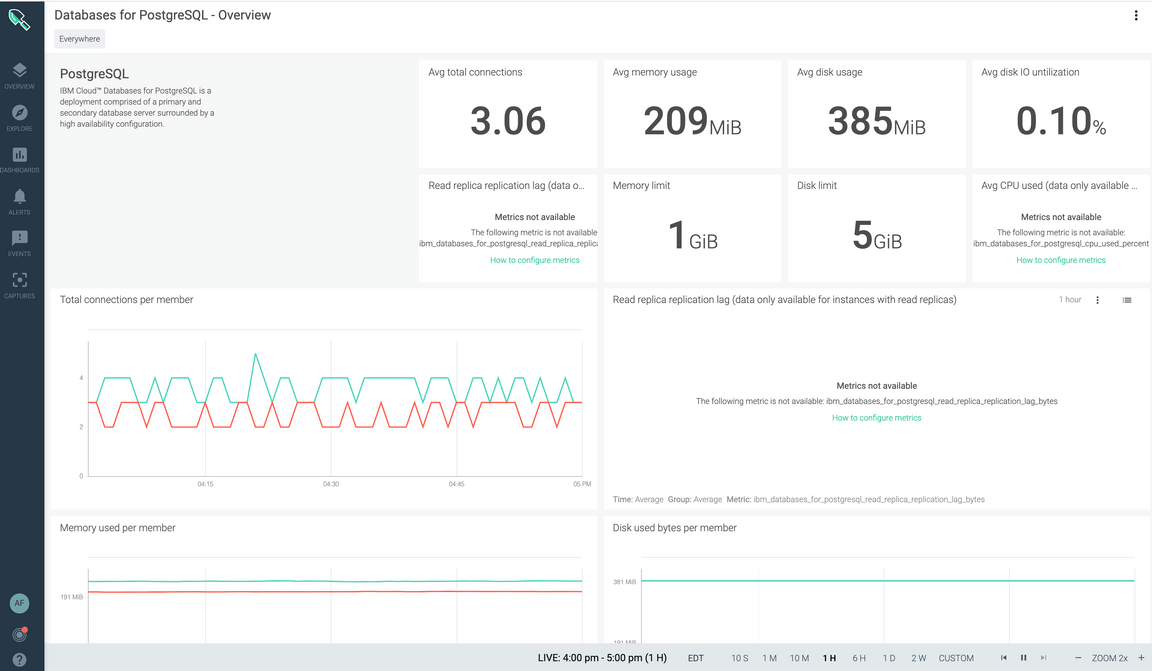 Databases for PostgreSQL - Overview
Everywhere
OVERVIEW
EXPLORE
DASHBOARDS
ALERTS
EVENTS
CAPTURES
AF
PostgreSQL
IBM Cloud™ Databases for PostgreSQL is a
deployment comprised of a primary and
secondary database server surrounded by a
high availability configuration.
Avg total connections
3.06
Avg memory usage
209MiB
Avg disk usage
385MiB
Avg disk IO untilization
0.10%
Read replica replication lag (data o...
Metrics not available
The following metric is not available
ibm_databases_for_postgresql_read_replica_replica
How to configure metrics
Memory limit
1GiB
Disk limit
5GiB
Avg CPU used (data only available ...
Metrics not available
The following metric is not available:
ibm_databases_for_postgresql_cpu_used_percent
How to configure metrics
Total connections per member
4
2
0
04:15
04:30
04:45
05 PM
Read replica replication lag (data only available for instances with read replicas)
1 hour
Metrics not available
The following metric is not available: ibm_databases_for_postgresql_read_replica_replication_lag_bytes
How to configure metrics
Time: Average Group: Average Metric: ibm_databases_for_postgresql_read_replica_replication_lag_bytes
Memory used per member
191 MiB
Disk used bytes per member
381 MiB
191 MiB
LIVE: 4:00 pm - 5:00 pm (1 H)
EDT
10 S
1 M
10 M
1 H
6 H
1 D
2 W
CUSTOM
ZOOM 2x